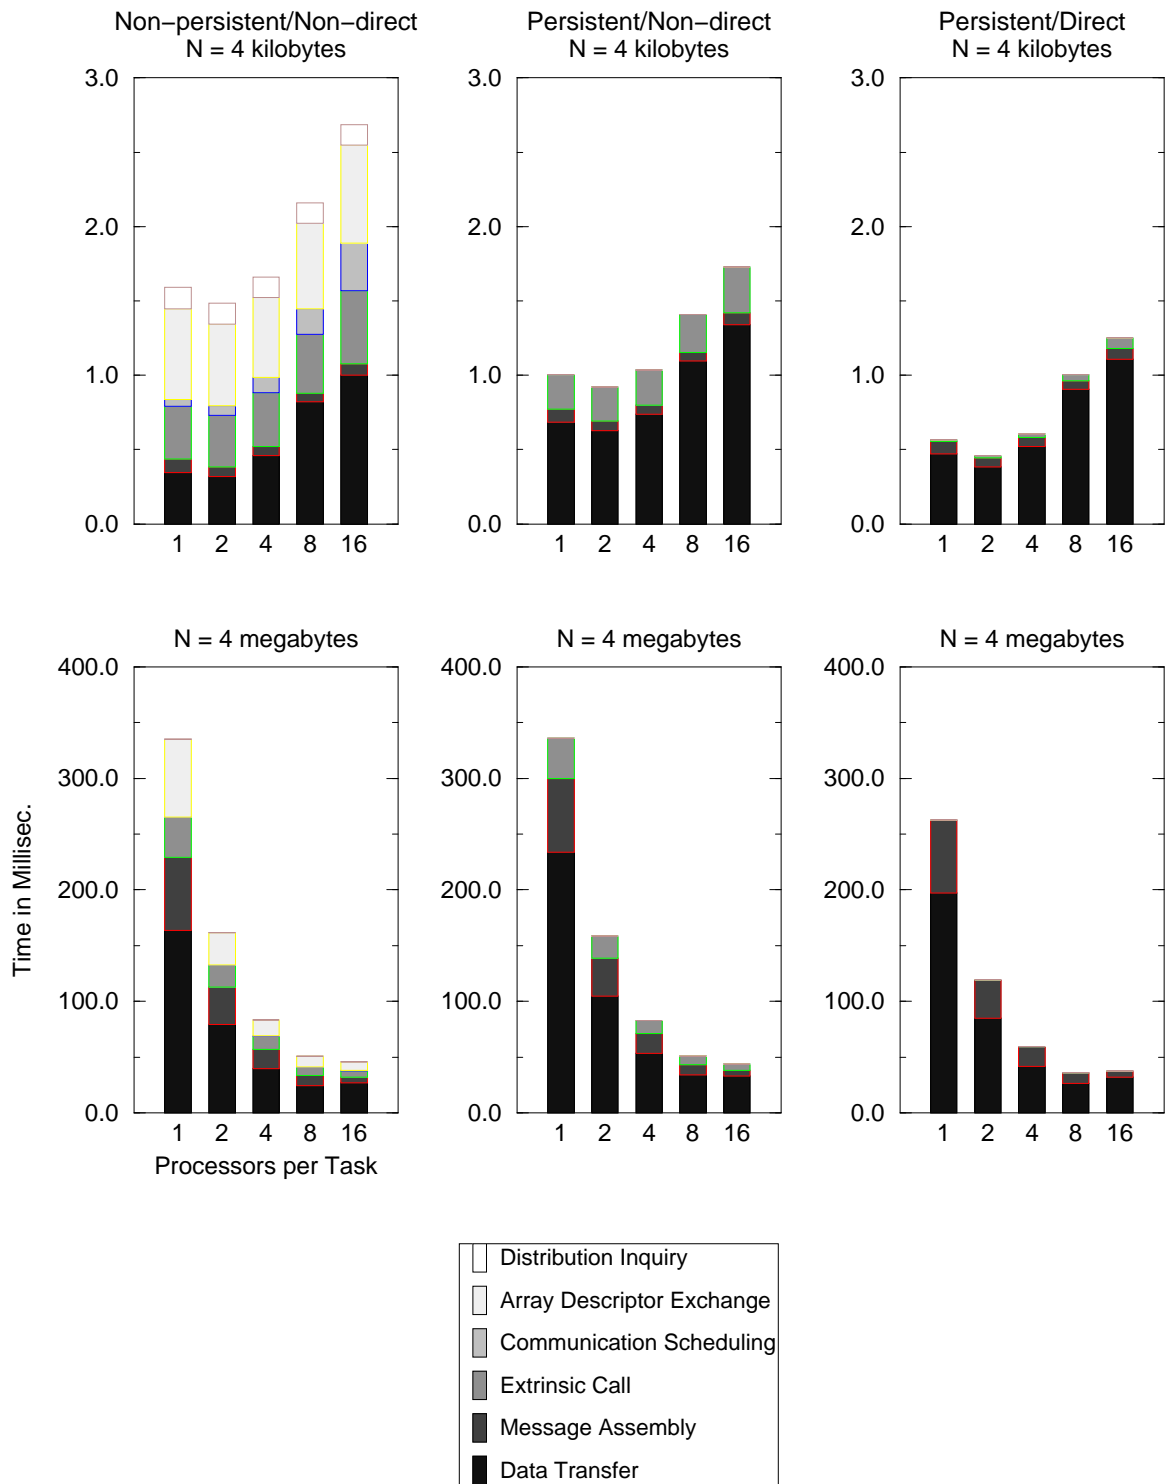 Non−persistent/Non−direct
N = 4 kilobytes
Persistent/Non−direct
N = 4 kilobytes
Persistent/Direct
N = 4 kilobytes
3.0
2.0
1.0
0.0
1 2 4 8 16
3.0
2.0
1.0
0.0
1 2 4 8 16
3.0
2.0
1.0
0.0
1 2 4 8 16
Time in Millisec.
N = 4 megabytes
400.0
300.0
200.0
100.0
0.0
1 2 4 8 16
Processors per Task
N = 4 megabytes
400.0
300.0
200.0
100.0
0.0
1 2 4 8 16
N = 4 megabytes
400.0
300.0
200.0
100.0
0.0
1 2 4 8 16
Distribution Inquiry
Array Descriptor Exchange
Communication Scheduling
Extrinsic Call
Message Assembly
Data Transfer